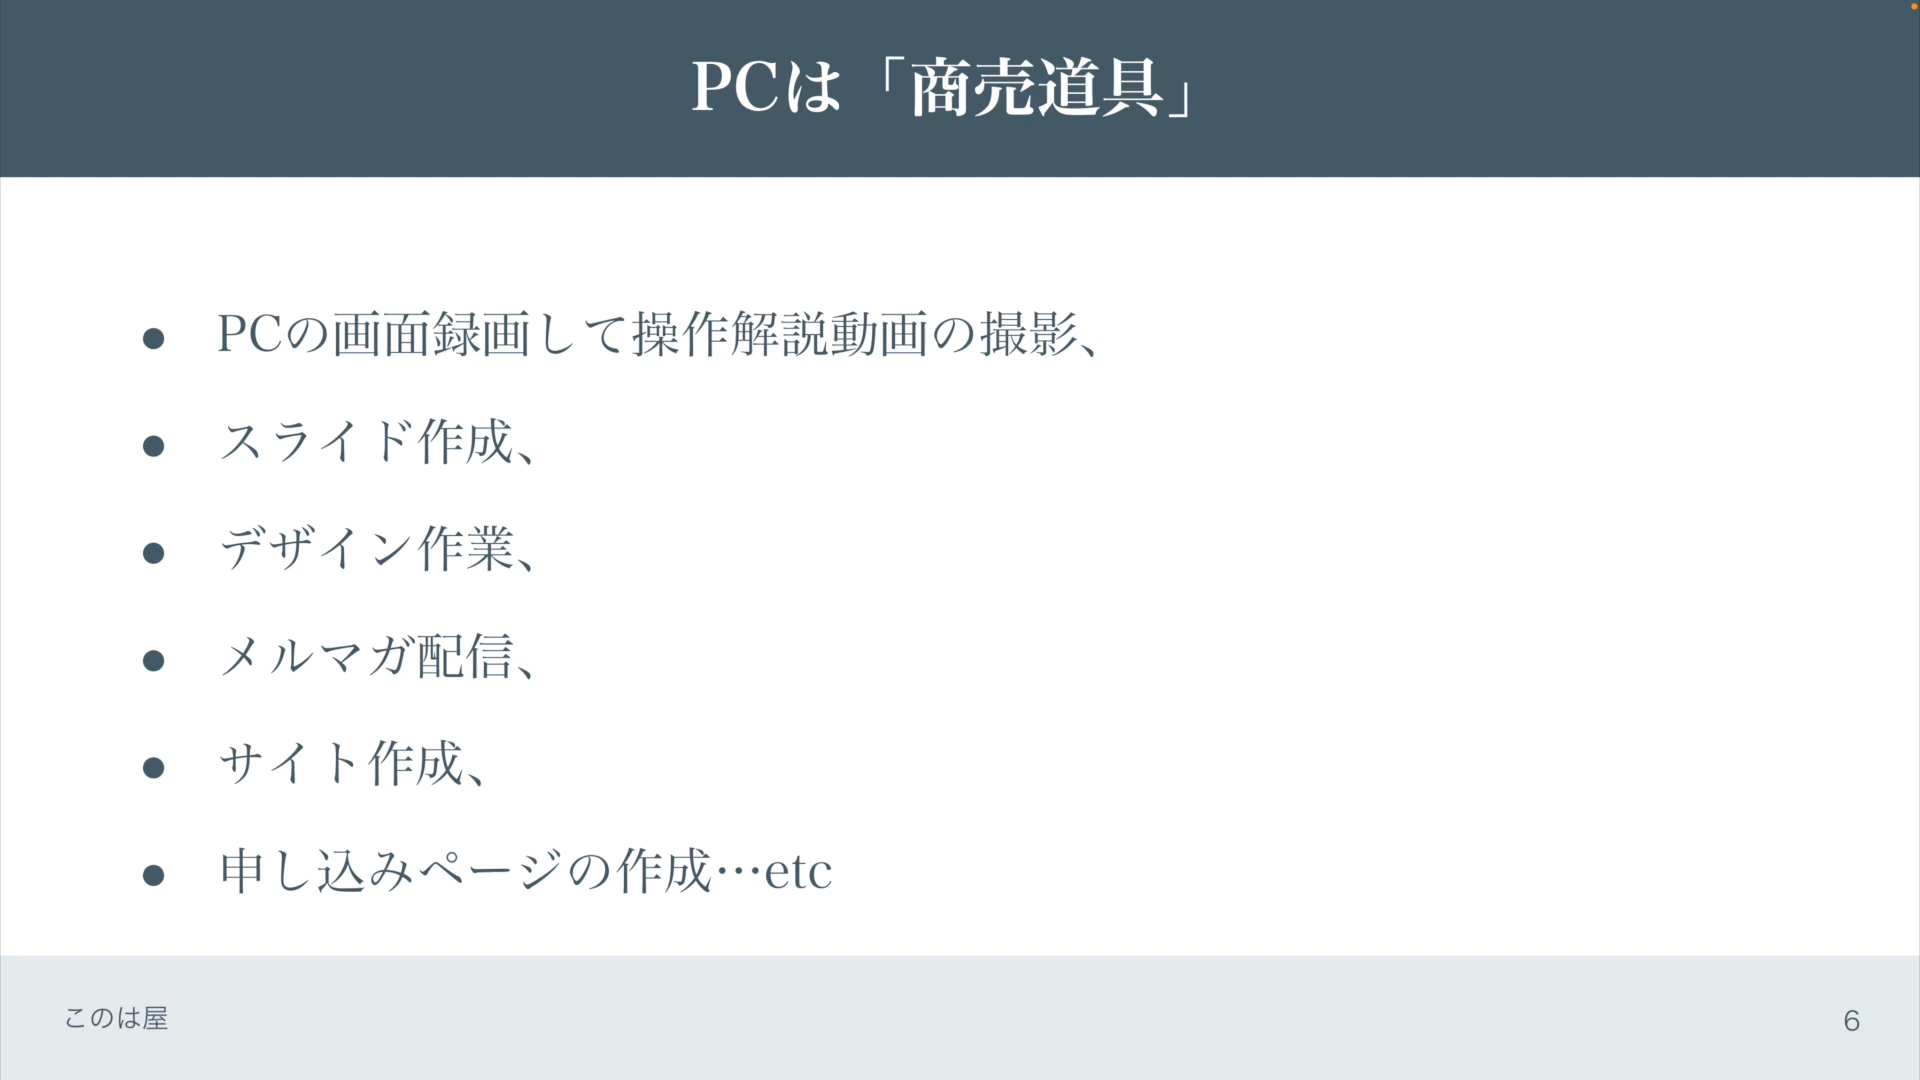 PCは「商売道具」
● PCの画面録画して操作解説動画の撮影、
● スライド作成、
● デザイン作業、
● メルマガ配信、
● サイト作成、
● 申し込みページの作成…etc
このは屋
6